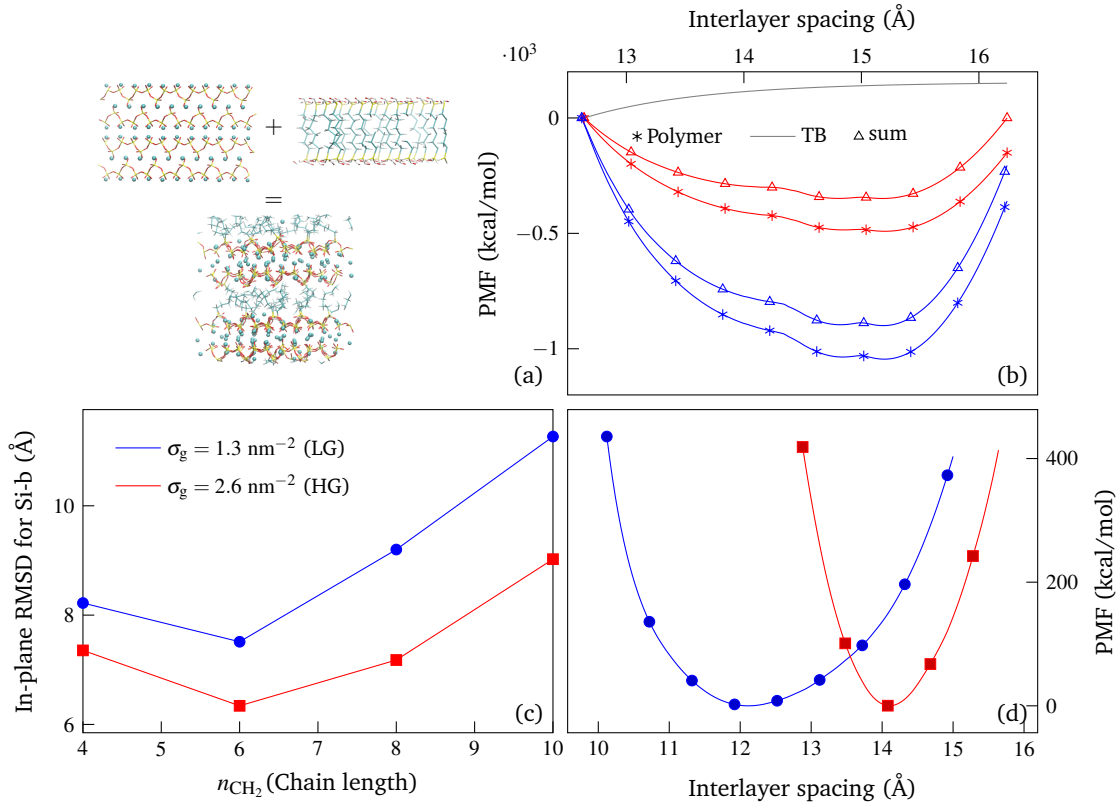 +
=
(a)
Interlayer spacing (Å)
·10³
13 14 15 16
0
−0.5
−1
PMF (kcal/mol)
Polymer TB sum
(b)
In-plane RMSD for Si-b (Å)
10
8
6
σg = 1.3 nm⁻² (LG)
σg = 2.6 nm⁻² (HG)
(c)
4 5 6 7 8 9 10
nCH₂ (Chain length)
400
200
0
PMF (kcal/mol)
(d)
10 11 12 13 14 15 16
Interlayer spacing (Å)